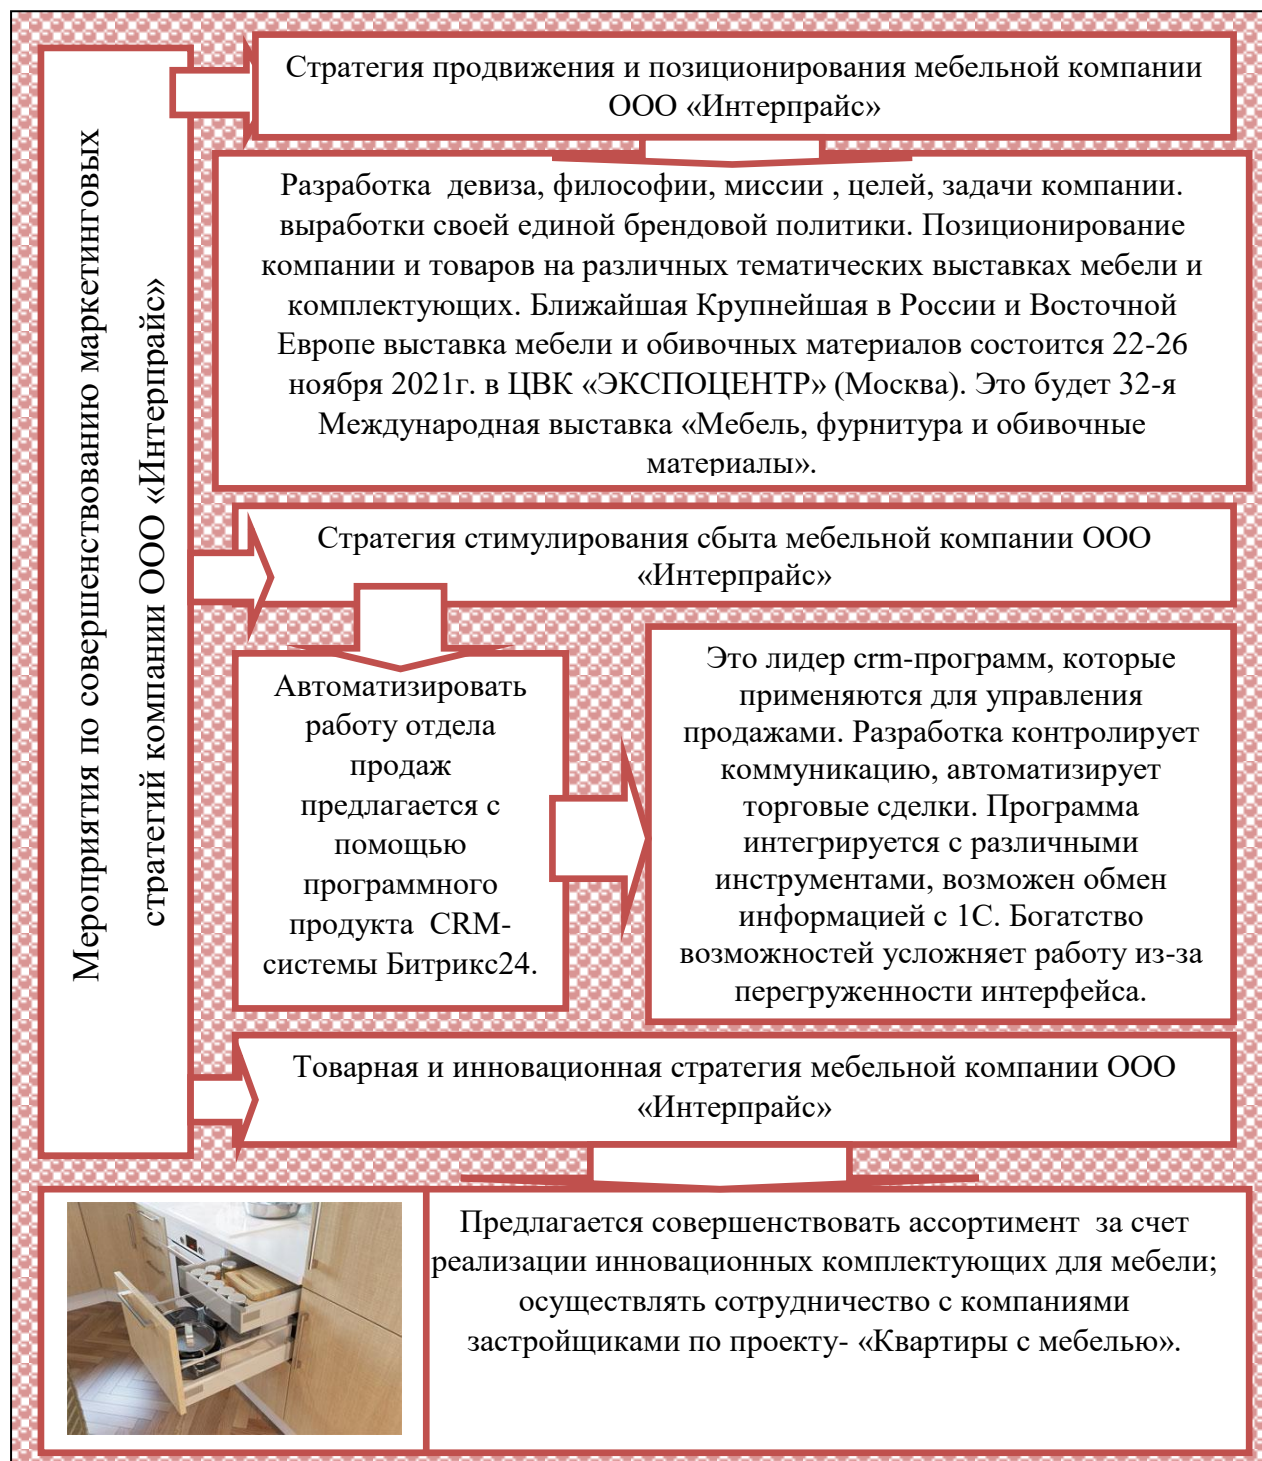 Мероприятия по совершенствованию маркетинговых
стратегий компании ООО «Интерпрайс»
Стратегия продвижения и позиционирования мебельной компании
ООО «Интерпрайс»
Разработка девиза, философии, миссии , целей, задачи компании.
выработки своей единой брендовой политики. Позиционирование
компании и товаров на различных тематических выставках мебели и
комплектующих. Ближайшая Крупнейшая в России и Восточной
Европе выставка мебели и обивочных материалов состоится 22-26
ноября 2021г. в ЦВК «ЭКСПОЦЕНТР» (Москва). Это будет 32-я
Международная выставка «Мебель, фурнитура и обивочные
материалы».
Стратегия стимулирования сбыта мебельной компании ООО
«Интерпрайс»
Автоматизировать
работу отдела
продаж
предлагается с
помощью
программного
продукта CRM-
системы Битрикс24.
Это лидер crm-программ, которые
применяются для управления
продажами. Разработка контролирует
коммуникацию, автоматизирует
торговые сделки. Программа
интегрируется с различными
инструментами, возможен обмен
информацией с 1С. Богатство
возможностей усложняет работу из-за
перегруженности интерфейса.
Товарная и инновационная стратегия мебельной компании ООО
«Интерпрайс»
Предлагается совершенствовать ассортимент за счет
реализации инновационных комплектующих для мебели;
осуществлять сотрудничество с компаниями
застройщиками по проекту- «Квартиры с мебелью».